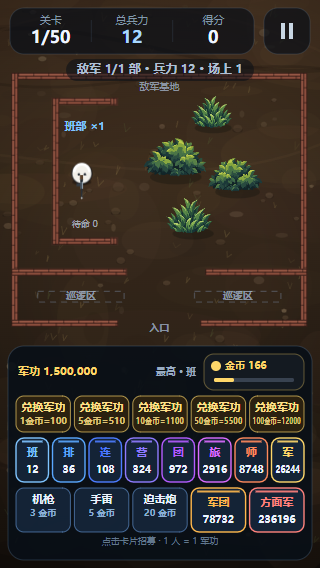 关卡 总兵力 得分
1/50 12 0
敌军 1/1 部 · 兵力 12 · 场上 1
敌军基地
班部 ×1
待命 0
巡逻区 巡逻区
入口
军功 1,500,000 最高 · 班 金币 166
兑换军功 兑换军功 兑换军功 兑换军功 兑换军功
1金币=100 5金币=510 10金币=1100 50金币=5500 100金币=12000
班 排 连 营 团 旅 师 军
12 36 108 324 972 2916 8748 26244
机枪 手雷 迫击炮 军团 方面军
3 金币 5 金币 20 金币 78732 236196
点击卡片招募 · 1 人 = 1 军功